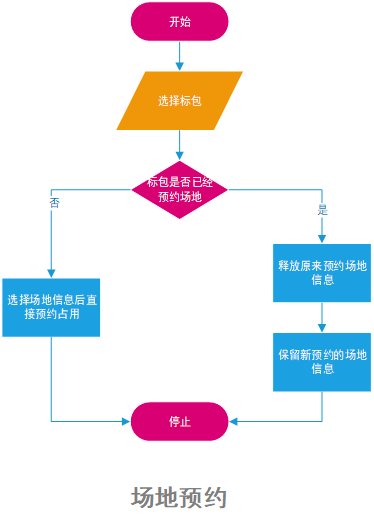 开始
选择标包
标包是否已经
预约场地
否
是
释放原来预约场地
信息
选择场地信息后直
接预约占用
保留新预约的场地
信息
停止
场地预约